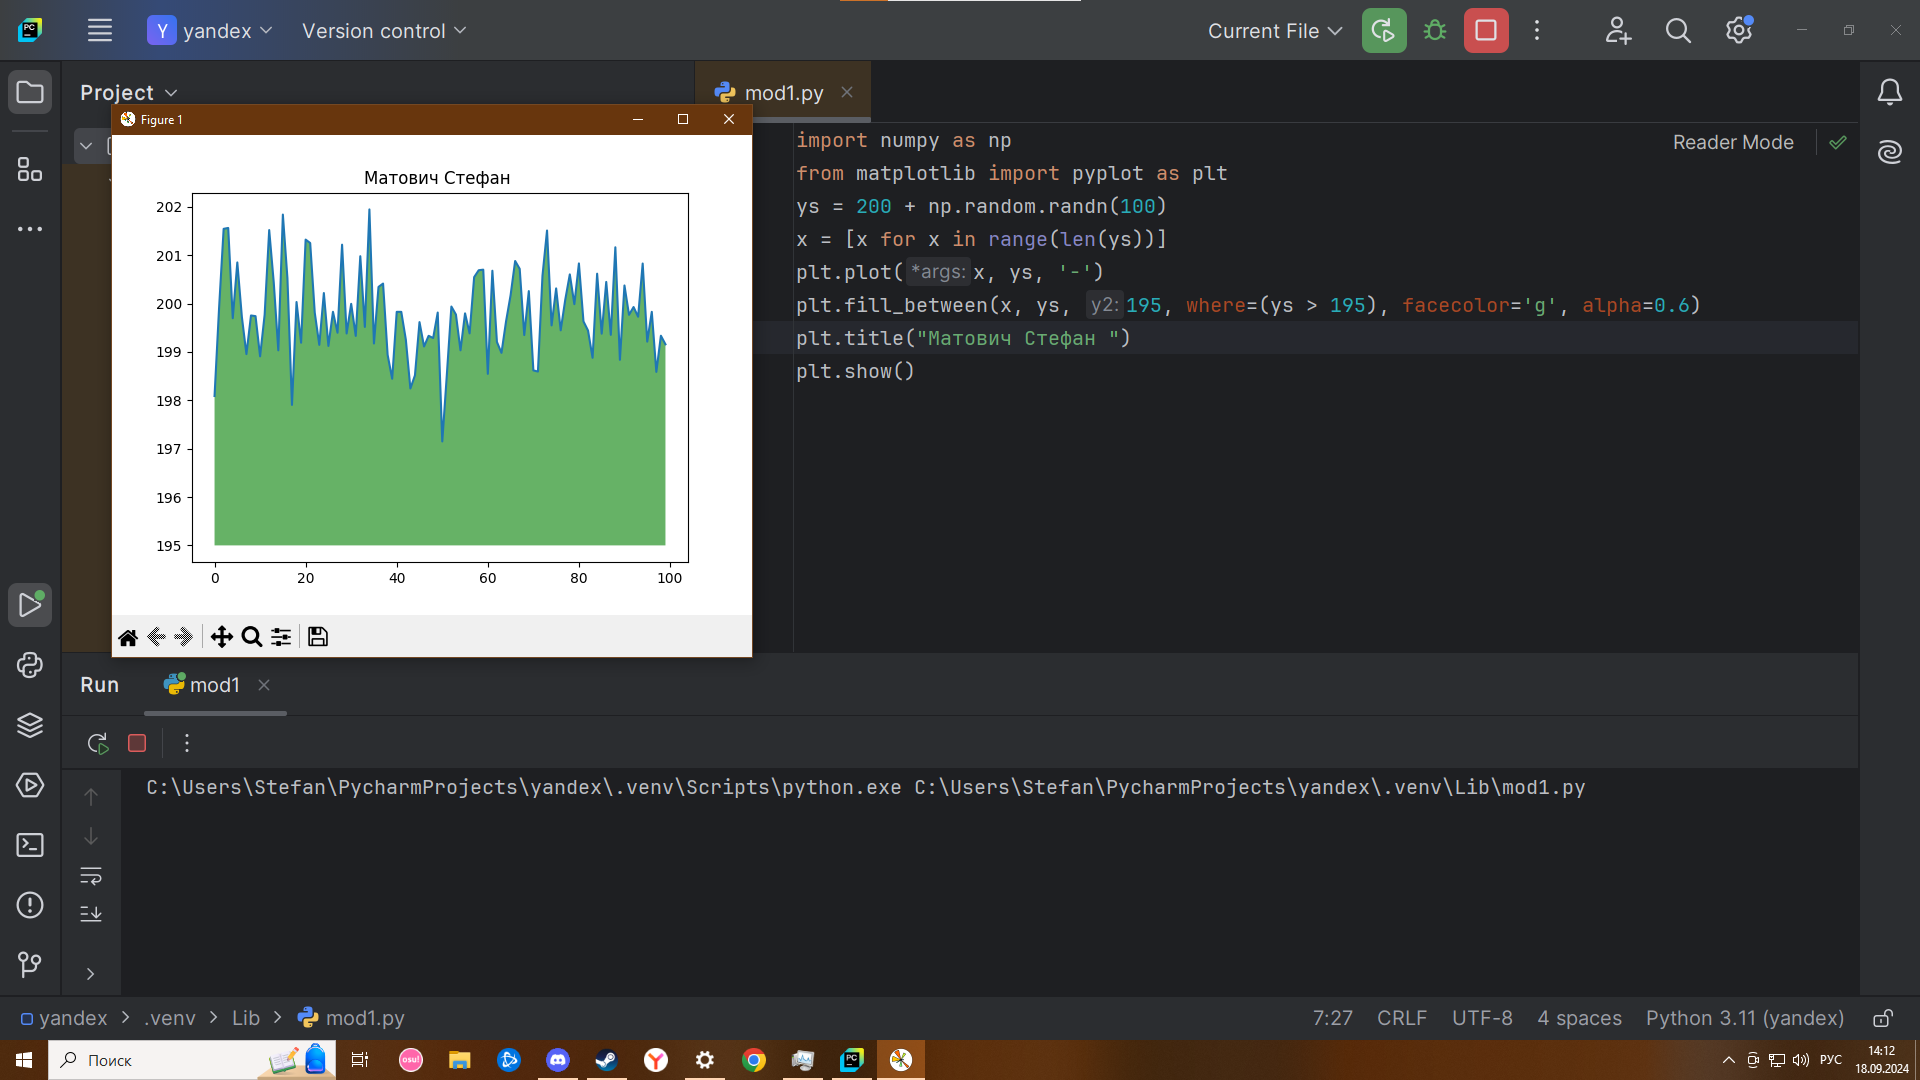 PC
Y yandex Version control Current File
Project
mod1.py
Figure 1
Матович Стефан
202
201
200
199
198
197
196
195
0 20 40 60 80 100
import numpy as np
from matplotlib import pyplot as plt
ys = 200 + np.random.randn(100)
x = [x for x in range(len(ys))]
plt.plot( *args: x, ys, '-')
plt.fill_between(x, ys, y2: 195, where=(ys > 195), facecolor='g', alpha=0.6)
plt.title("Матович Стефан ")
plt.show()
Reader Mode
Run mod1
C:\Users\Stefan\PycharmProjects\yandex\.venv\Scripts\python.exe C:\Users\Stefan\PycharmProjects\yandex\.venv\Lib\mod1.py
yandex > .venv > Lib > mod1.py
7:27 CRLF UTF-8 4 spaces Python 3.11 (yandex)
Поиск
osu!
PC
РУС
14:12
18.09.2024